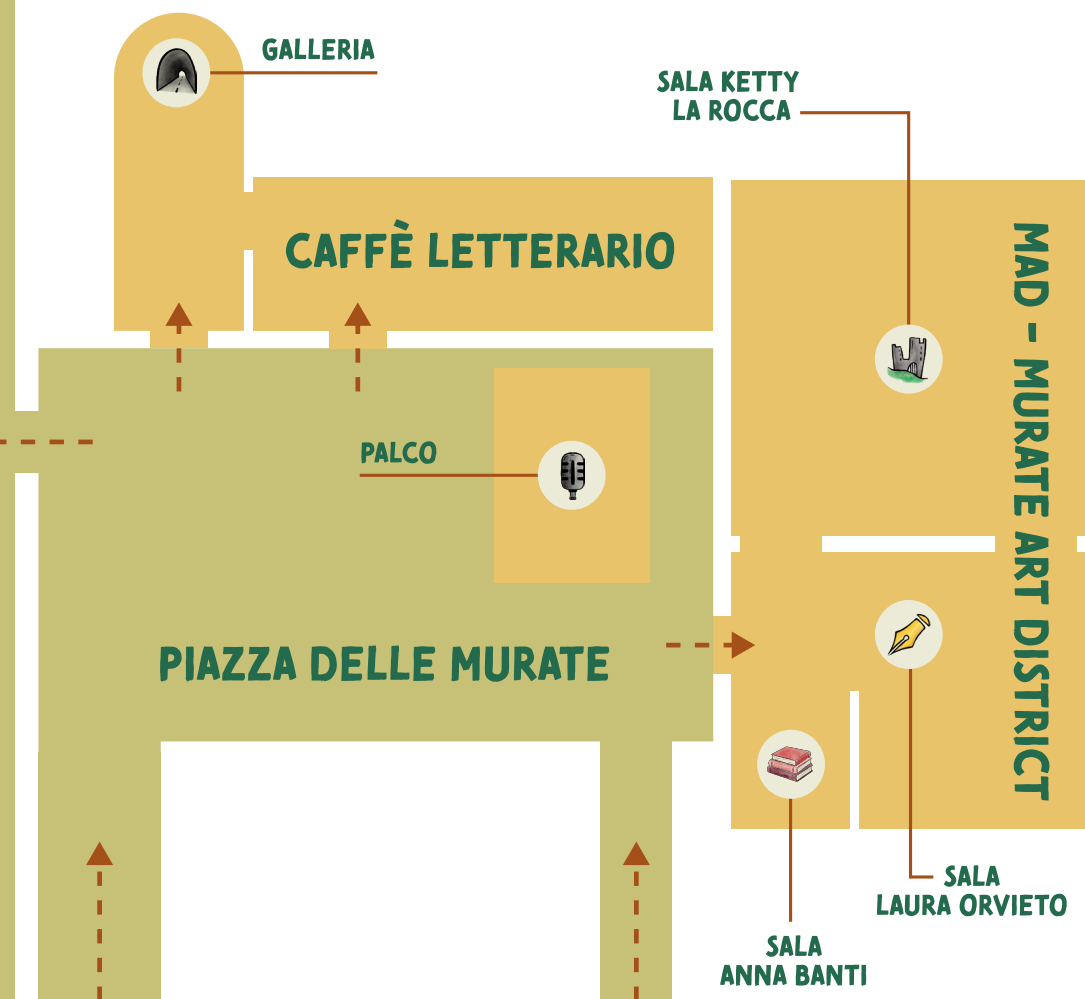 GALLERIA
SALA KETTY
LA ROCCA
CAFFÈ LETTERARIO
MAD - MURATE ART DISTRICT
PALCO
PIAZZA DELLE MURATE
SALA
LAURA ORVIETO
SALA
ANNA BANTI